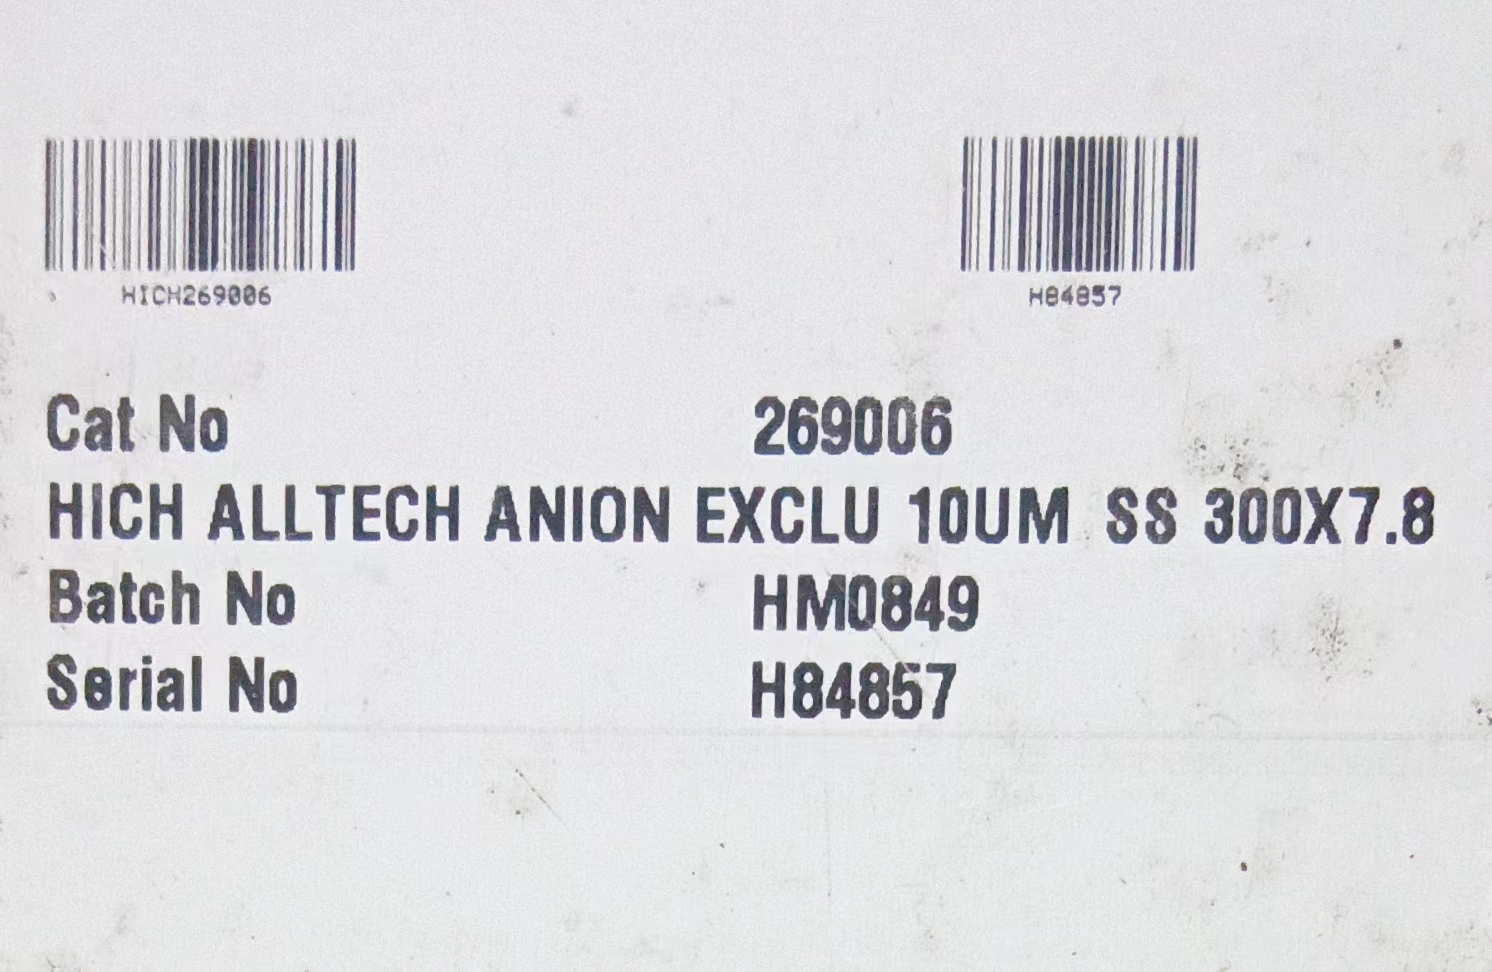 HICH269006 H84857
Cat No 269006
HICH ALLTECH ANION EXCLU 10UM SS 300X7.8
Batch No HM0849
Serial No H84857